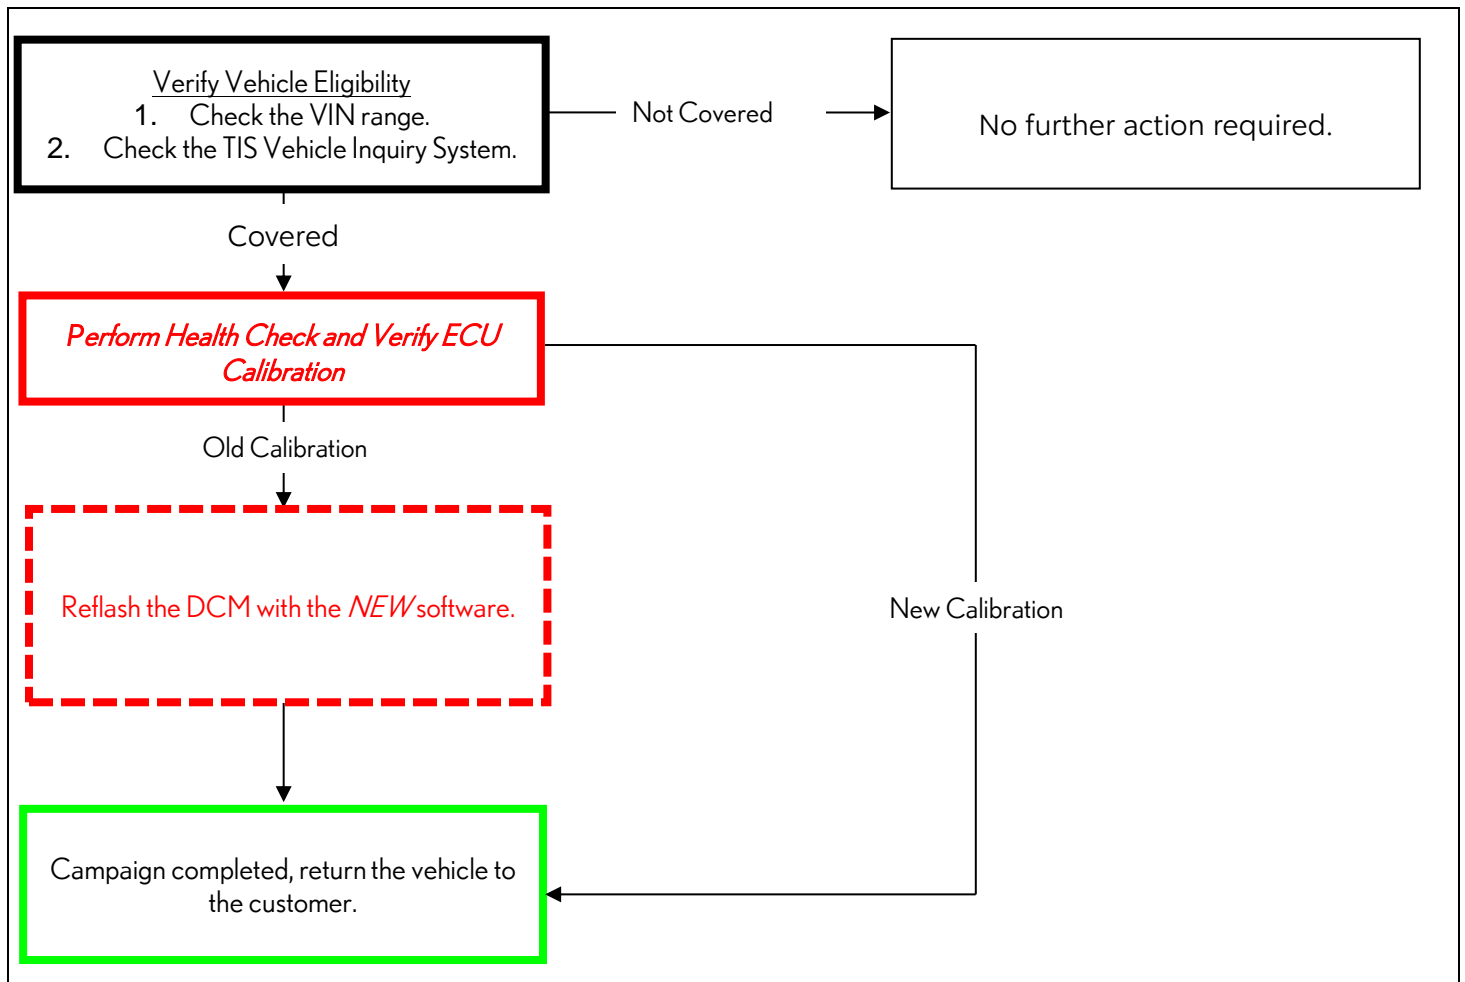 Verify Vehicle Eligibility
1. Check the VIN range.
2. Check the TIS Vehicle Inquiry System.
Not Covered
No further action required.
Covered
Perform Health Check and Verify ECU
Calibration
Old Calibration
Reflash the DCM with the NEW software.
New Calibration
Campaign completed, return the vehicle to
the customer.